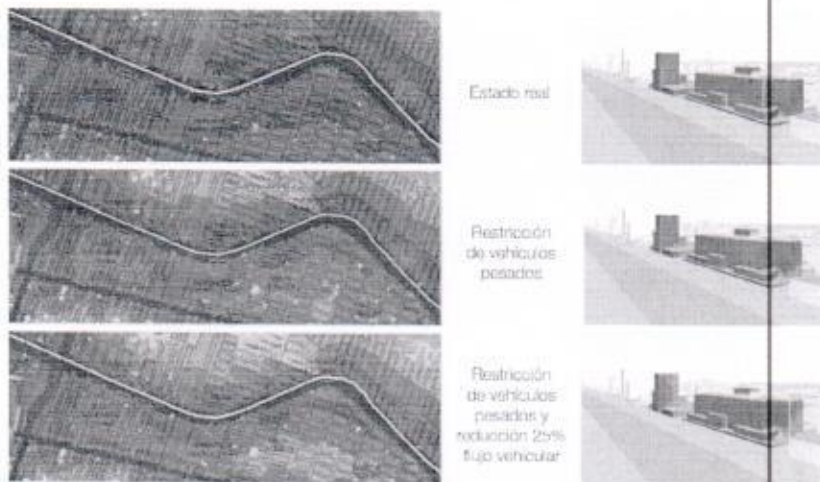 Estado real
Restricción
de vehículos
pesados
Restricción
de vehículos
pesados y
reducción 25%
flujo vehicular